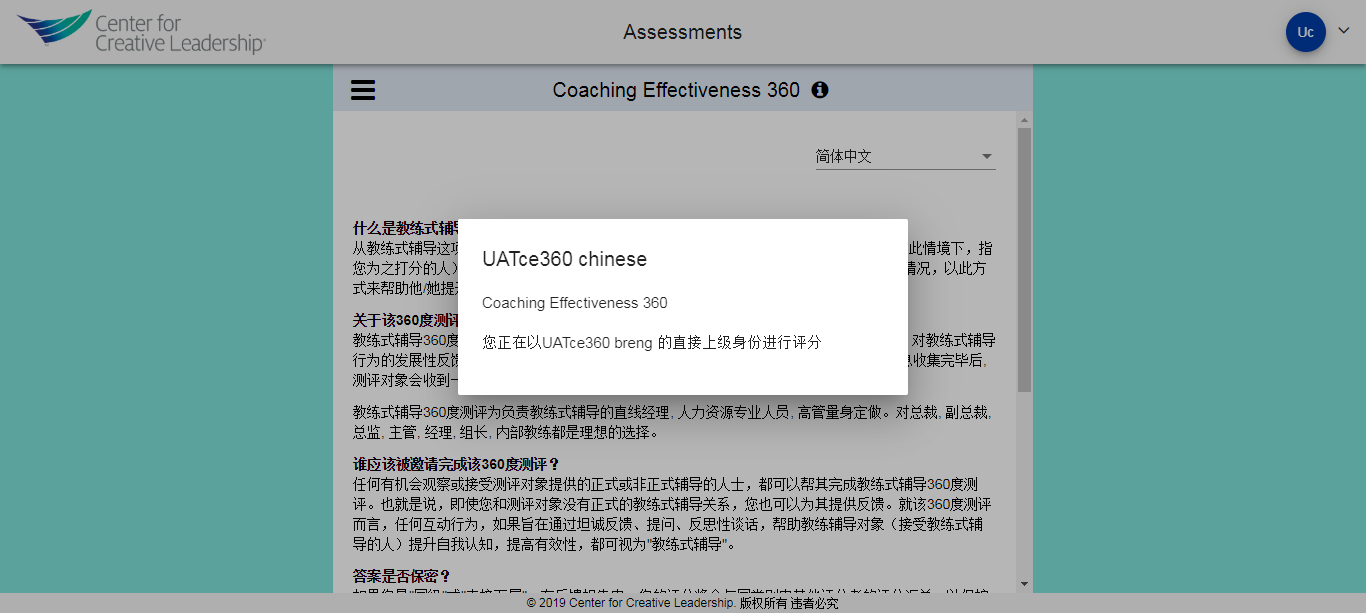 Center for
Creative Leadership
Assessments
Uc
Coaching Effectiveness 360
简体中文
什么是教练式辅
从教练式辅导这 此情境下，指
您为之打分的人） 情况，以此方
式来帮助他/她提
UATce360 chinese
Coaching Effectiveness 360
您正在以UATce360 breng 的直接上级身份进行评分
关于该360度测评
教练式辅导360度 对教练式辅导
行为的发展性反馈 收集完毕后,
测评对象会收到一
教练式辅导360度测评为负责教练式辅导的直线经理, 人力资源专业人员, 高管量身定做。对总裁, 副总裁,
总监, 主管, 经理, 组长, 内部教练都是理想的选择。
谁应该被邀请完成该360度测评？
任何有机会观察或接受测评对象提供的正式或非正式辅导的人士，都可以帮其完成教练式辅导360度测
评。也就是说，即使您和测评对象没有正式的教练式辅导关系，您也可以为其提供反馈。就该360度测评
而言，任何互动行为，如果旨在通过坦诚反馈、提问、反思性谈话，帮助教练辅导对象（接受教练式辅
导的人）提升自我认知，提高有效性，都可视为"教练式辅导"。
答案是否保密？
© 2019 Center for Creative Leadership. 版权所有 违者必究